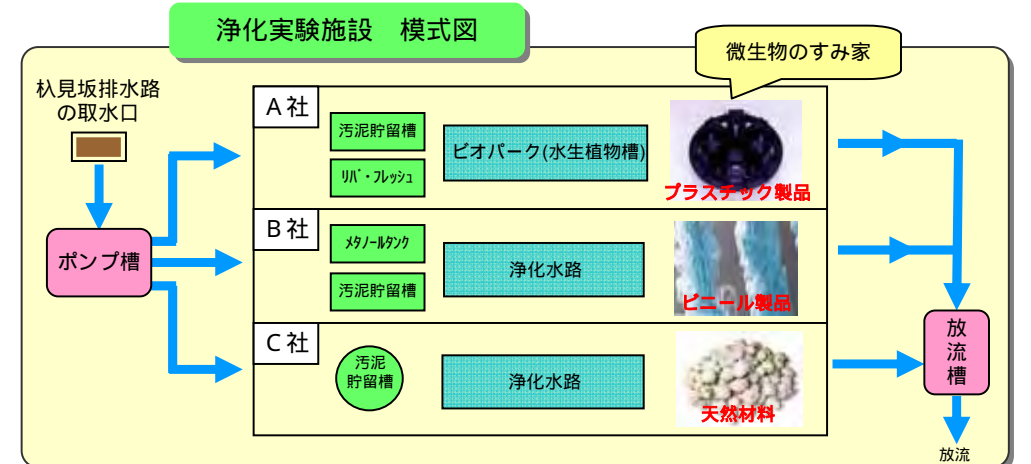 浄化実験施設　模式図
微生物のすみ家
杁見坂排水路
の取水口
ポンプ槽
A社
汚泥貯留槽
リバ・フレッシュ
ビオパーク(水生植物槽)
プラスチック製品
B社
メタノールタンク
汚泥貯留槽
浄化水路
ビニール製品
C社
汚泥
貯留槽
浄化水路
天然材料
放
流
槽
放流